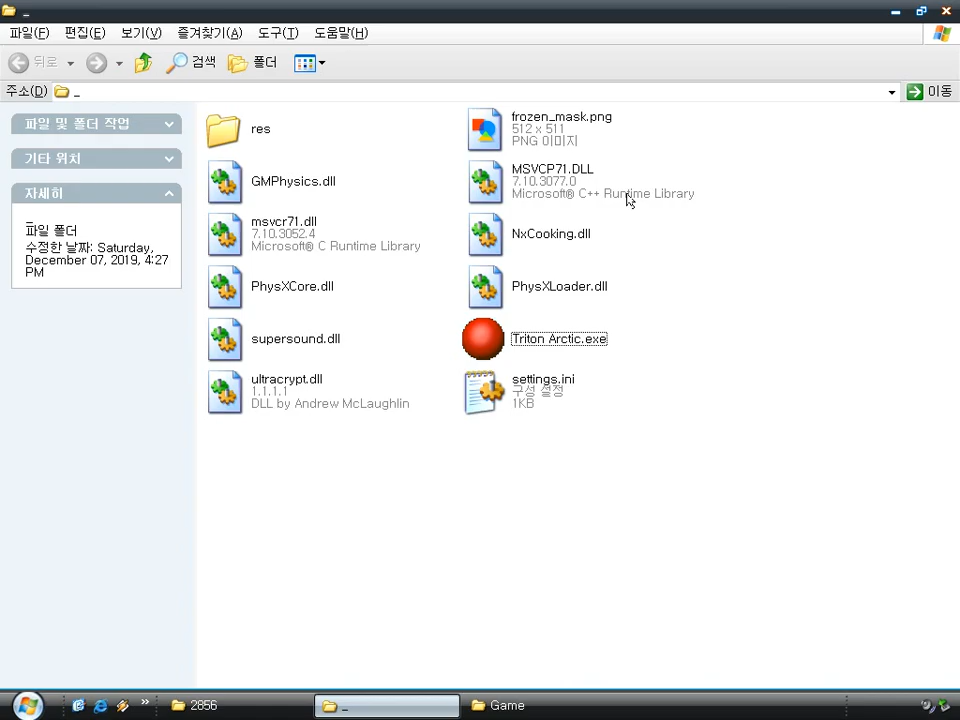 _
파일(F) 편집(E) 보기(V) 즐겨찾기(A) 도구(T) 도움말(H)
뒤로 검색 폴더
주소(D) _ 이동
파일 및 폴더 작업
기타 위치
자세히
_
파일 폴더
수정한 날짜: Saturday,
December 07, 2019, 4:27
PM
res
frozen_mask.png
512 x 511
PNG 이미지
GMPhysics.dll
MSVCP71.DLL
7.10.3077.0
Microsoft® C++ Runtime Library
msvcr71.dll
7.10.3052.4
Microsoft® C Runtime Library
NxCooking.dll
PhysXCore.dll
PhysXLoader.dll
supersound.dll
Triton Arctic.exe
ultracrypt.dll
1.1.1.1
DLL by Andrew McLaughlin
settings.ini
구성 설정
1KB
2856 _ Game